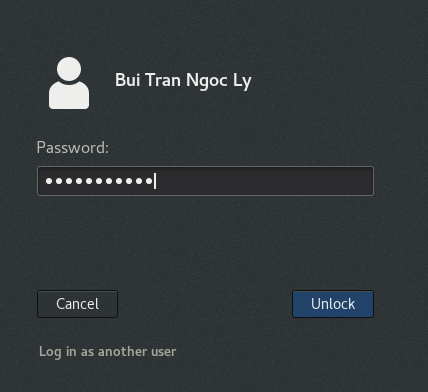 Bui Tran Ngoc Ly
Password:
•••••••••••
Cancel
Unlock
Log in as another user